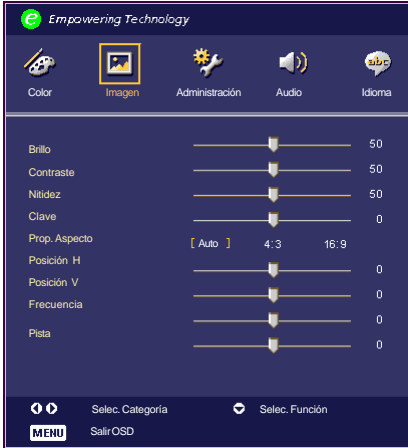 e Empowering Technology
Color Imagen Administración Audio Idioma
abc
Brillo 50
Contraste 50
Nitidez 50
Clave 0
Prop. Aspecto [ Auto ] 4:3 16:9
Posición H 0
Posición V 0
Frecuencia 0
Pista 0
Selec. Categoría Selec. Función
MENU Salir OSD